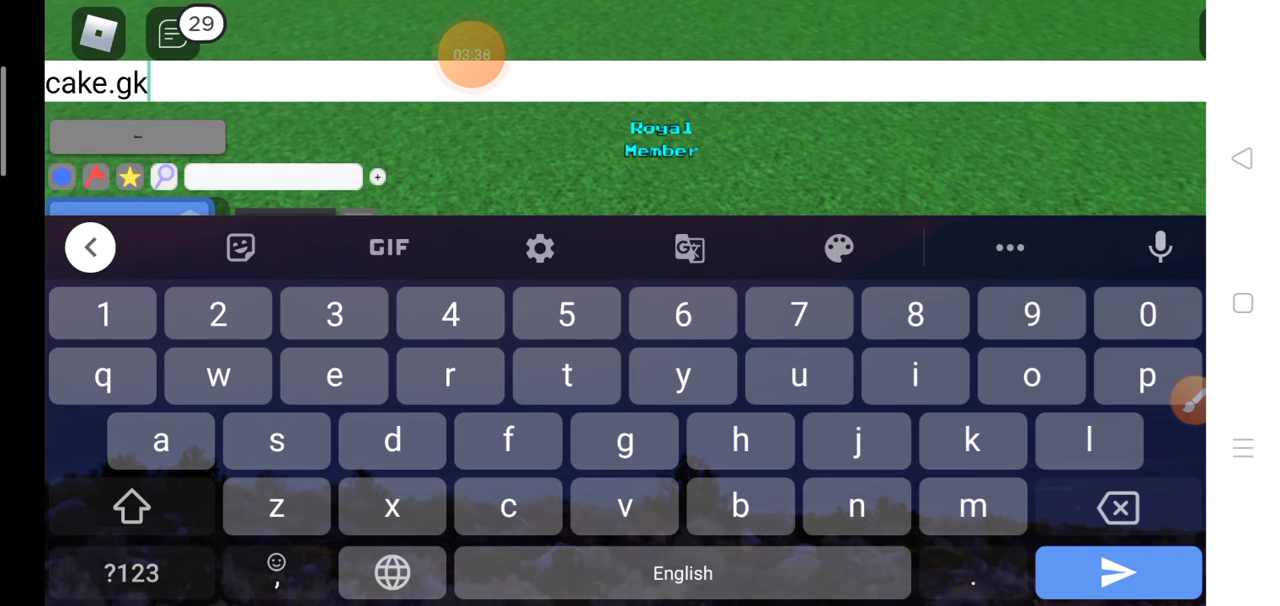 29
03:38
cake.gk
-
Royal
Member
+
GIF
1 2 3 4 5 6 7 8 9 0
q w e r t y u i o p
a s d f g h j k l
z x c v b n m
?123 , English .